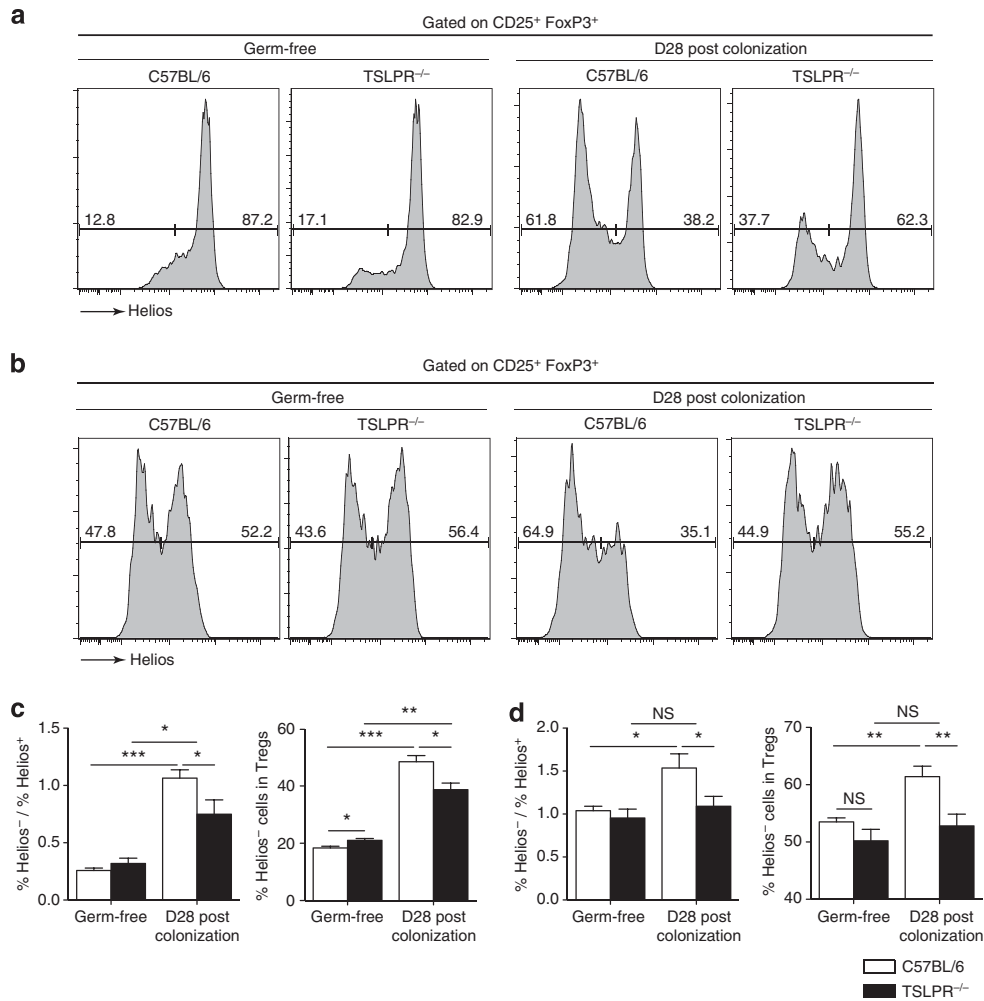 a
Gated on CD25⁺ FoxP3⁺
Germ-free D28 post colonization
C57BL/6 TSLPR⁻/⁻ C57BL/6 TSLPR⁻/⁻
12.8 87.2 17.1 82.9 61.8 38.2 37.7 62.3
Helios
b
Gated on CD25⁺ FoxP3⁺
Germ-free D28 post colonization
C57BL/6 TSLPR⁻/⁻ C57BL/6 TSLPR⁻/⁻
47.8 52.2 43.6 56.4 64.9 35.1 44.9 55.2
Helios
c
% Helios⁻ / % Helios⁺
1.5
1.0
0.5
0.0
*
*** *
Germ-free D28 post
colonization
% Helios⁻ cells in Tregs
60
40
20
0
**
*** *
*
Germ-free D28 post
colonization
d
% Helios⁻ / % Helios⁺
2.0
1.5
1.0
0.5
0.0
NS
* *
Germ-free D28 post
colonization
% Helios⁻ cells in Tregs
70
60
50
40
NS
** **
NS
Germ-free D28 post
colonization
C57BL/6
TSLPR⁻/⁻